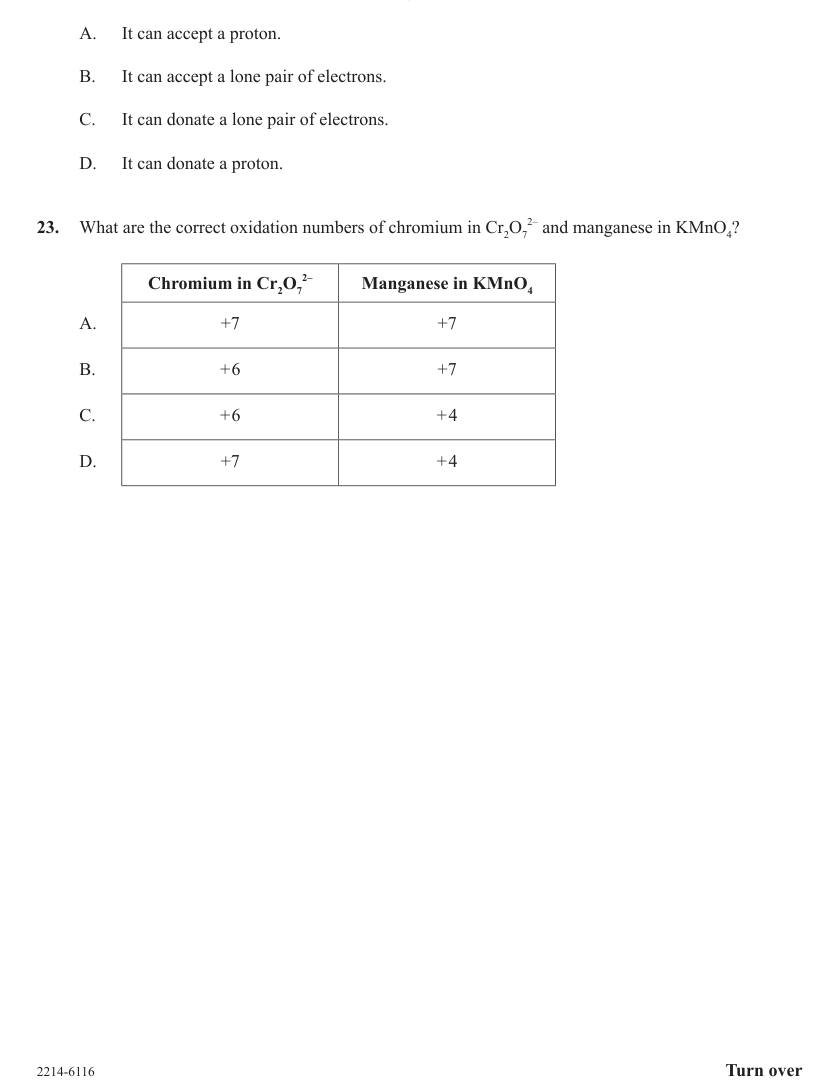 A. It can accept a proton.
B. It can accept a lone pair of electrons.
C. It can donate a lone pair of electrons.
D. It can donate a proton.
23. What are the correct oxidation numbers of chromium in Cr₂O₇²⁻ and manganese in KMnO₄?
Chromium in Cr₂O₇²⁻ Manganese in KMnO₄
A. +7 +7
B. +6 +7
C. +6 +4
D. +7 +4
2214-6116 Turn over